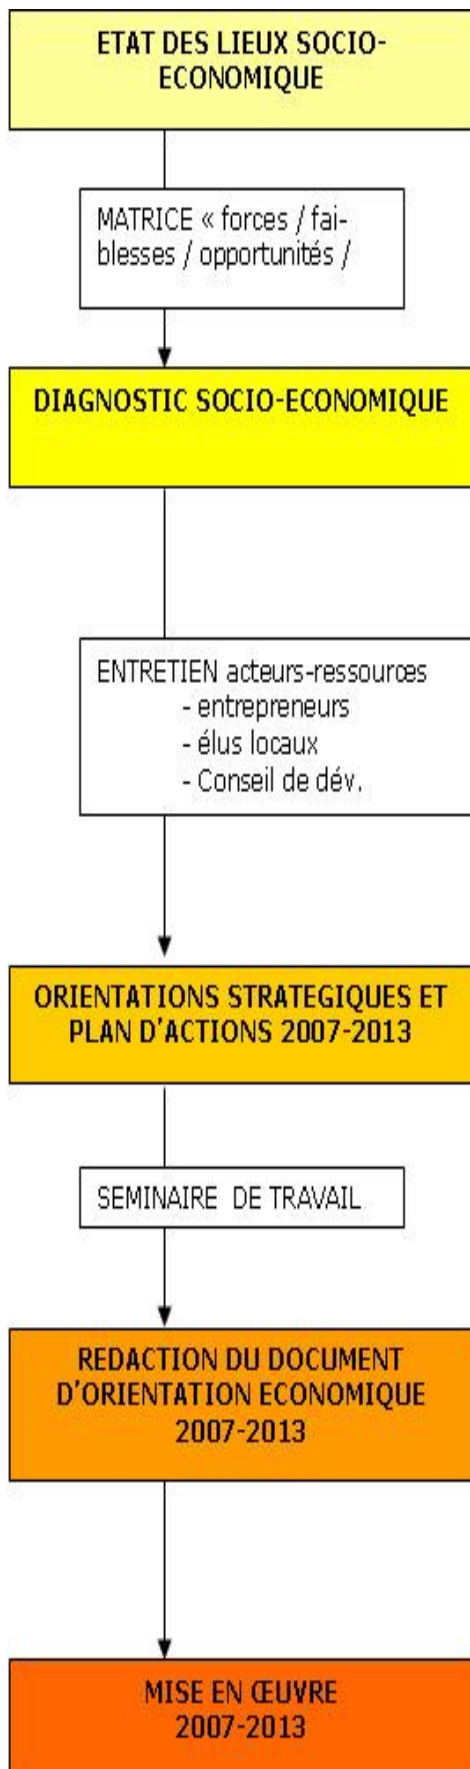 ETAT DES LIEUX SOCIO-
ECONOMIQUE
MATRICE « forces / fai-
blesses / opportunités /
DIAGNOSTIC SOCIO-ECONOMIQUE
ENTRETIEN acteurs-ressources
- entrepreneurs
- élus locaux
- Conseil de dév.
ORIENTATIONS STRATEGIQUES ET
PLAN D'ACTIONS 2007-2013
SEMINAIRE DE TRAVAIL
REDACTION DU DOCUMENT
D'ORIENTATION ECONOMIQUE
2007-2013
MISE EN ŒUVRE
2007-2013